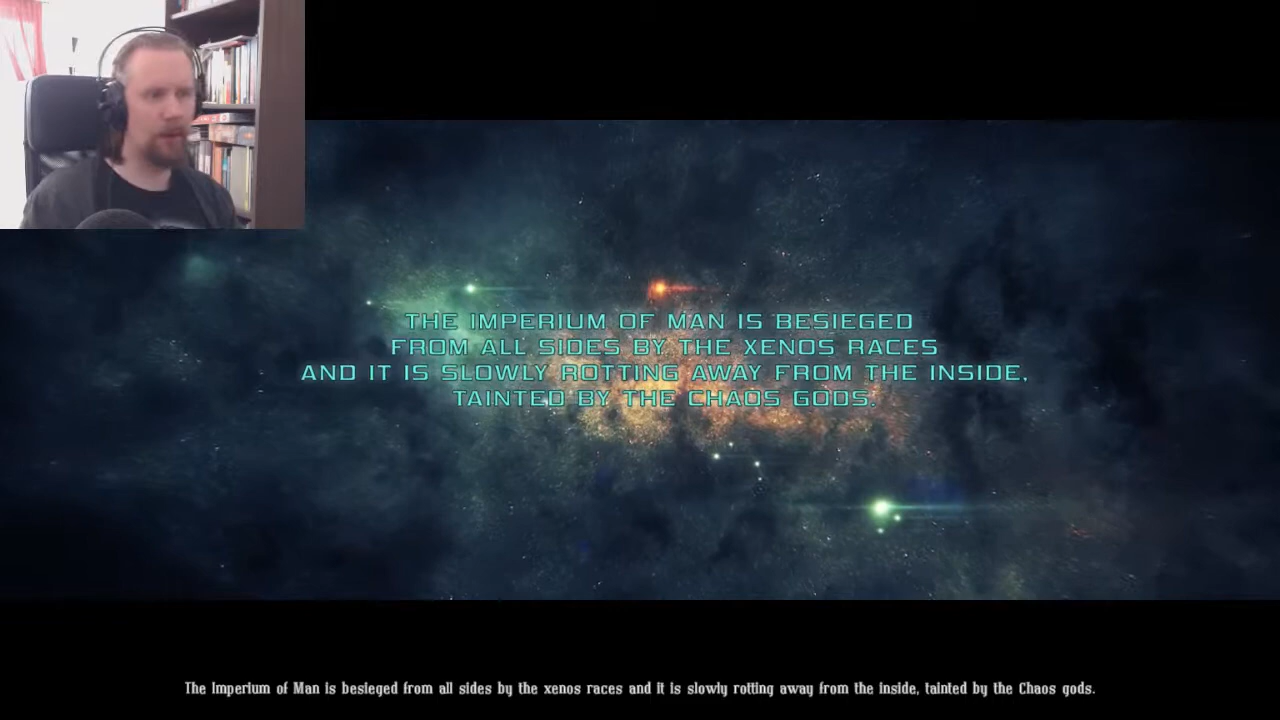 THE IMPERIUM OF MAN IS BESIEGED
FROM ALL SIDES BY THE XENOS RACES
AND IT IS SLOWLY ROTTING AWAY FROM THE INSIDE,
TAINTED BY THE CHAOS GODS.
The Imperium of Man is besieged from all sides by the xenos races and it is slowly rotting away from the inside, tainted by the Chaos gods.